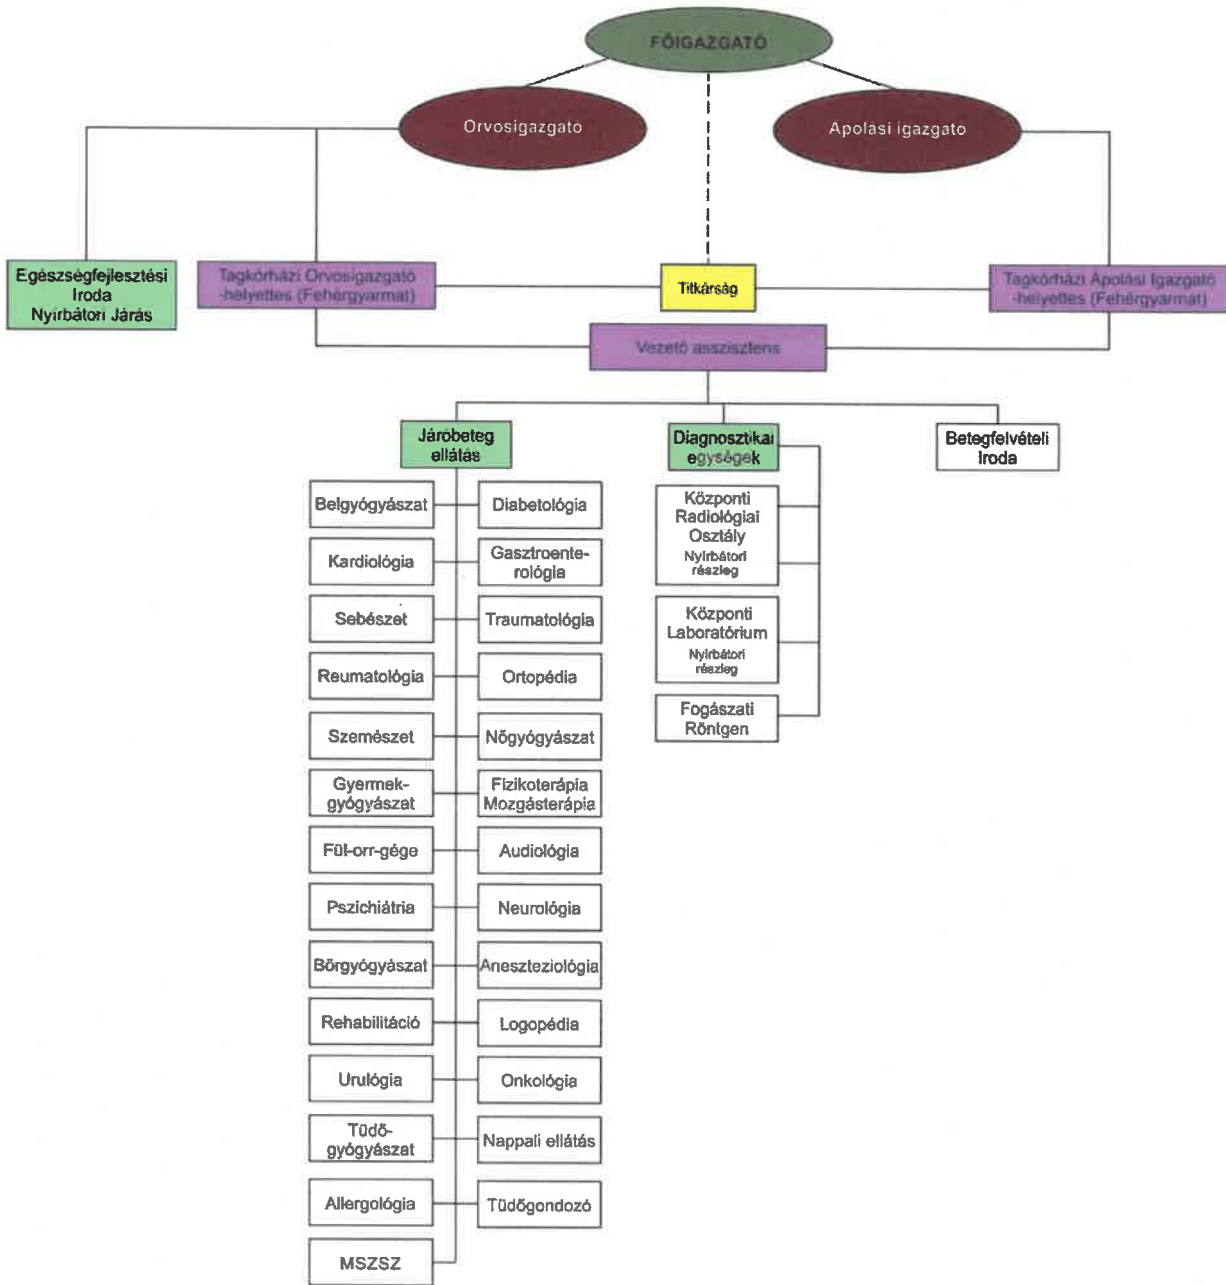 FŐIGAZGATÓ
Orvosigazgató
Ápolási igazgató
Egészségfejlesztési
Iroda
Nyírbátori Járás
Tagkórházi Orvosigazgató
-helyettes (Fehérgyarmat)
Titkárság
Tagkórházi Ápolási Igazgató
-helyettes (Fehérgyarmat)
Vezető asszisztens
Járóbeteg
ellátás
Diagnosztikai
egységek
Betegfelvételi
Iroda
Belgyógyászat
Diabetológia
Kardiológia
Gasztroente-
rológia
Sebészet
Traumatológia
Reumatológia
Ortopédia
Szemészet
Nőgyógyászat
Gyermek-
gyógyászat
Fizikoterápia
Mozgásterápia
Fül-orr-gége
Audiológia
Pszichiátria
Neurológia
Bőrgyógyászat
Aneszteziológia
Rehabilitáció
Logopédia
Urulógia
Onkológia
Tüdő-
gyógyászat
Nappali ellátás
Allergológia
Tüdőgondozó
MSZSZ
Központi
Radiológiai
Osztály
Nyírbátori
részleg
Központi
Laboratórium
Nyírbátori
részleg
Fogászati
Röntgen